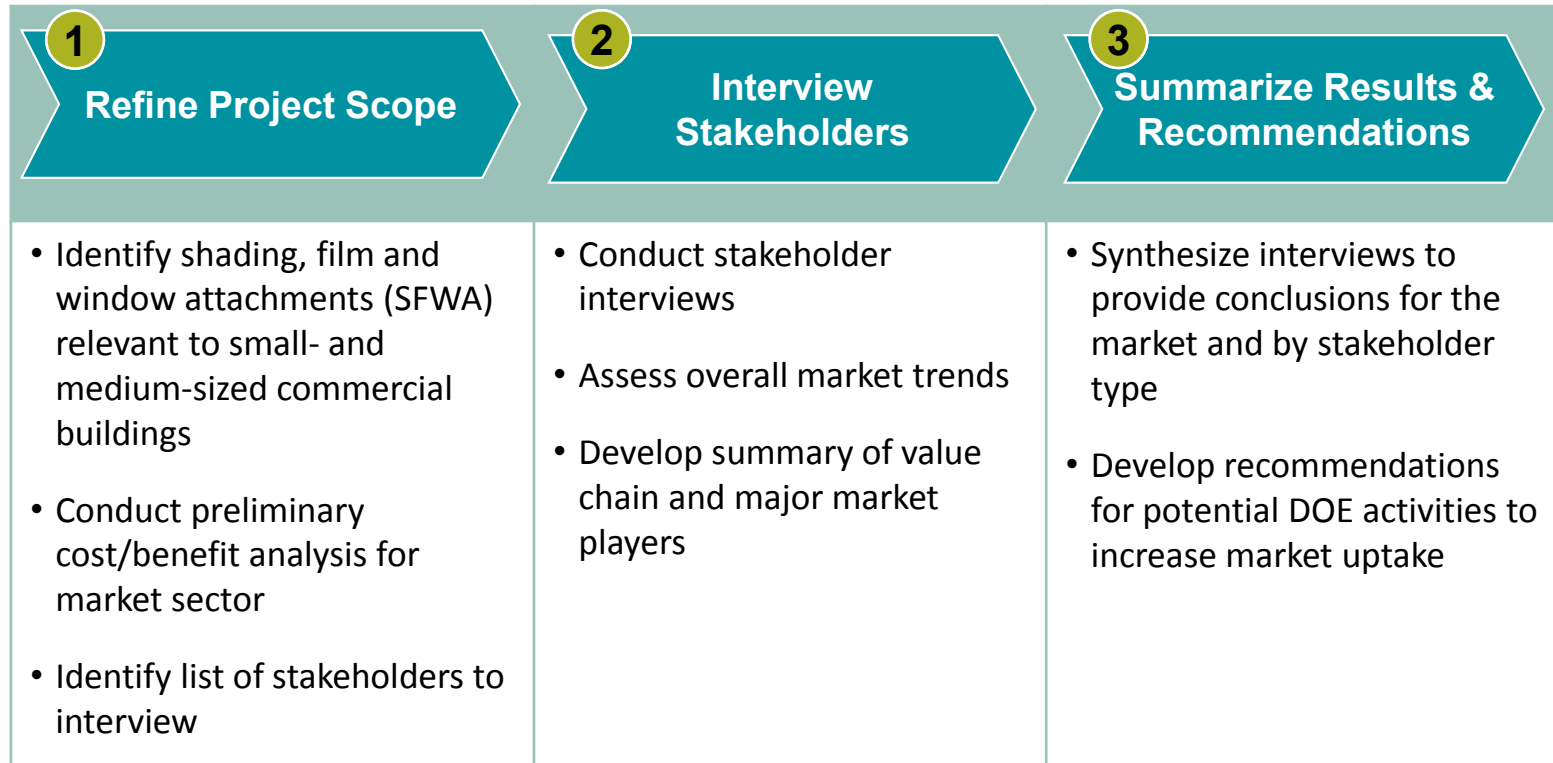 1
Refine Project Scope
• Identify shading, film and
window attachments (SFWA)
relevant to small- and
medium-sized commercial
buildings
• Conduct preliminary
cost/benefit analysis for
market sector
• Identify list of stakeholders to
interview
2
Interview
Stakeholders
• Conduct stakeholder
interviews
• Assess overall market trends
• Develop summary of value
chain and major market
players
3
Summarize Results &
Recommendations
• Synthesize interviews to
provide conclusions for the
market and by stakeholder
type
• Develop recommendations
for potential DOE activities to
increase market uptake